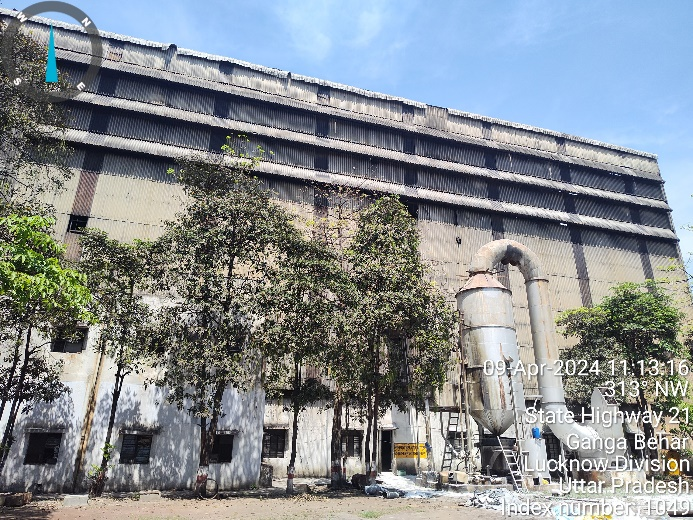 09-Apr-2024 11:13:16
313° NW
State Highway 21
Ganga Behar
Lucknow Division
Uttar Pradesh
Index number: 1049